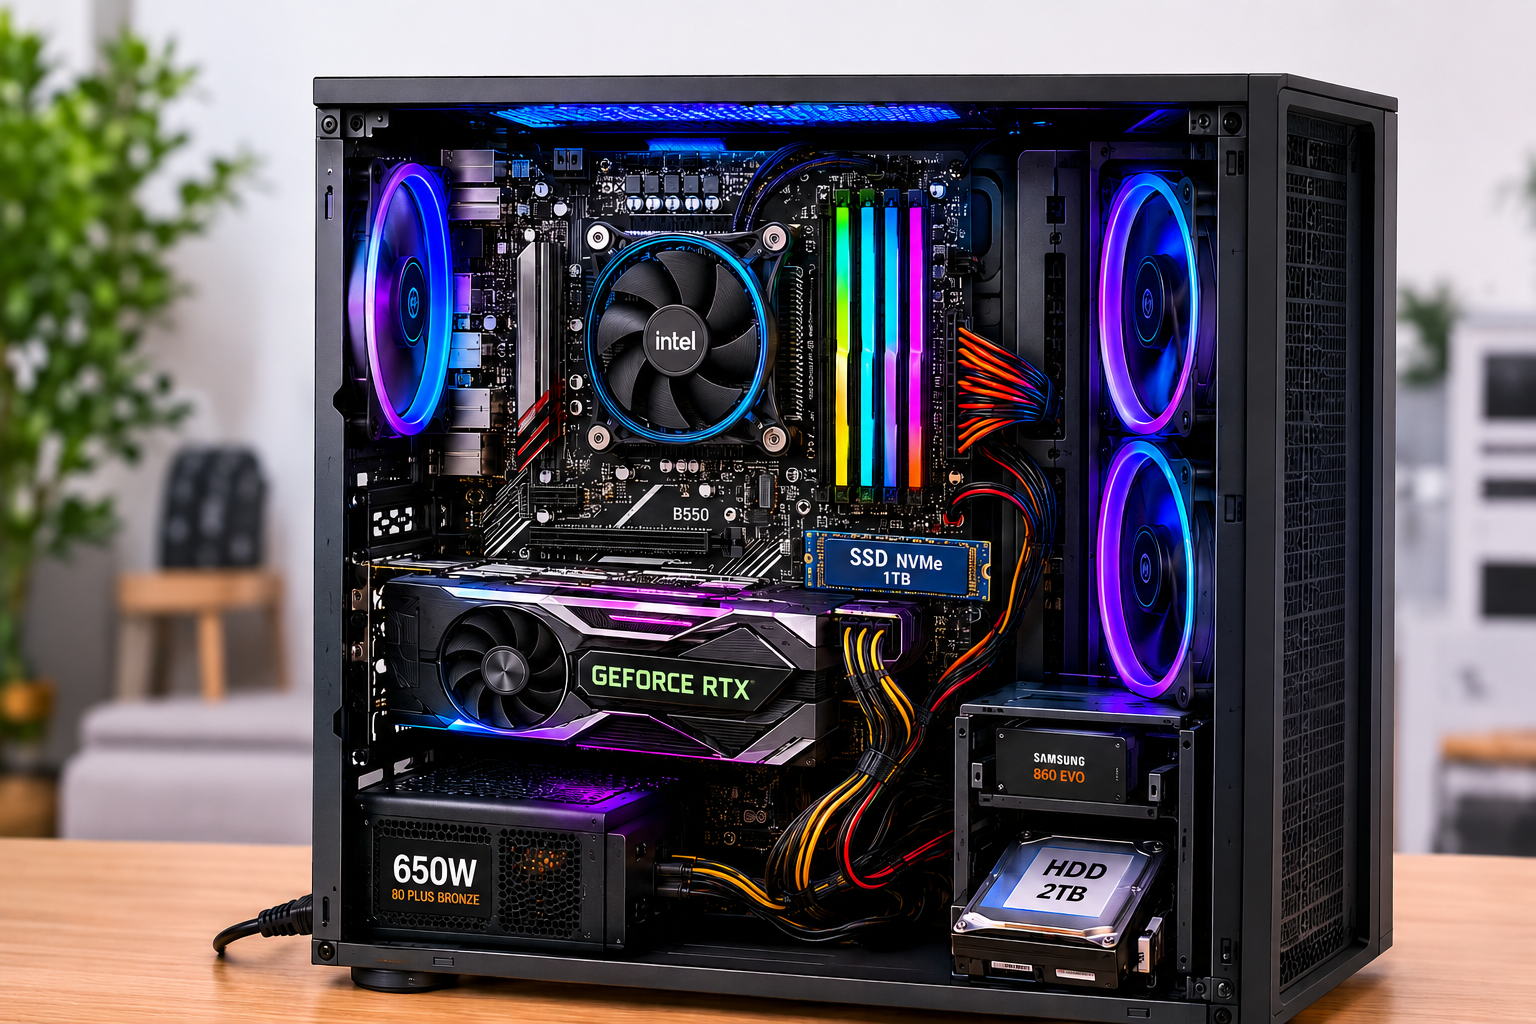 intel
B550
SSD NVMe
1TB
GEFORCE RTX
SAMSUNG
860 EVO
650W
80 PLUS BRONZE
HDD
2TB